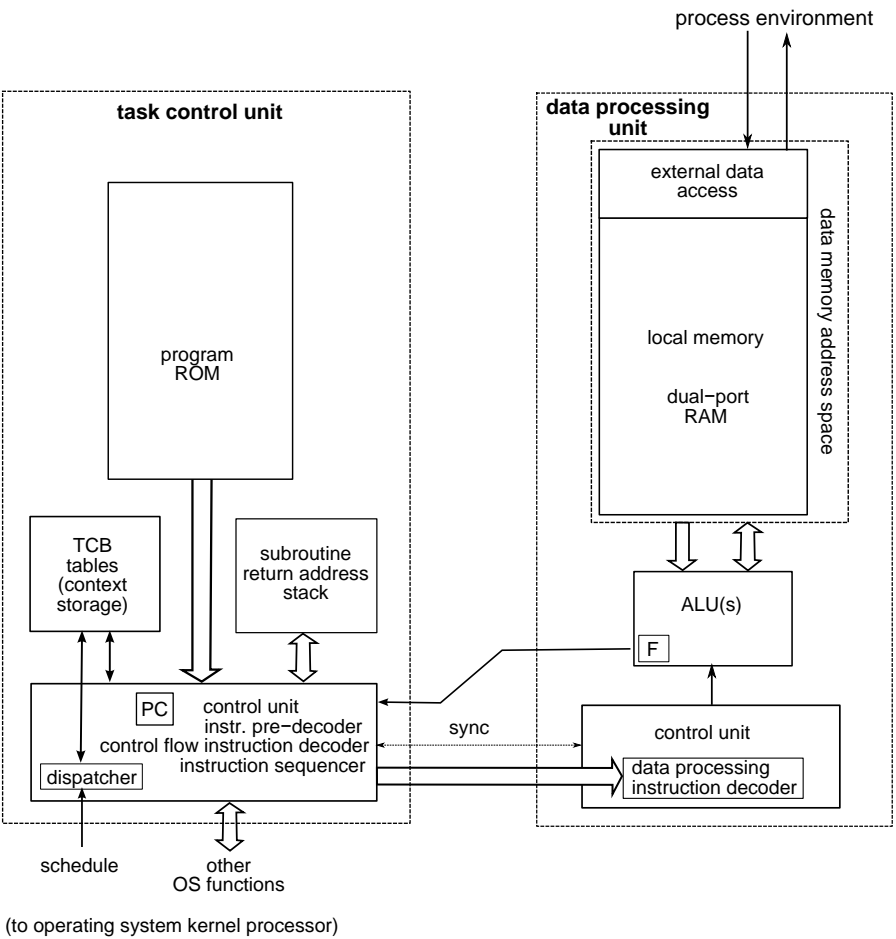 process environment
task control unit
data processing
unit
external data
access
data memory address space
local memory
dual−port
RAM
program
ROM
TCB
tables
(context
storage)
subroutine
return address
stack
ALU(s)
F
PC
control unit
instr. pre−decoder
control flow instruction decoder
instruction sequencer
dispatcher
sync
control unit
data processing
instruction decoder
schedule
other
OS functions
(to operating system kernel processor)